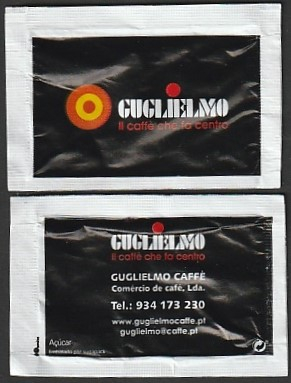 GUGLIELMO
Il caffè che fa centro
GUGLIELMO
Il caffè che fa centro
GUGLIELMO CAFFÈ
Comércio de café, Lda.
Tel.: 934 173 230
www.guglielmocaffe.pt
guglielmo@caffe.pt
Açúcar